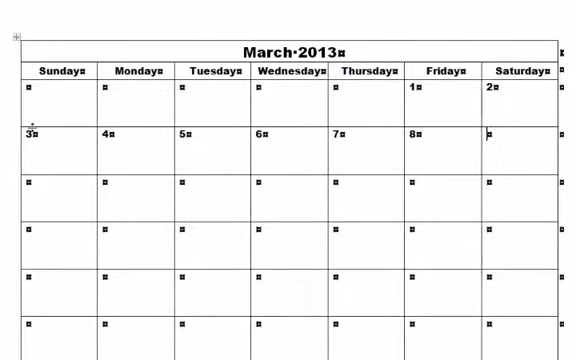 March·2013¤
Sunday¤ Monday¤ Tuesday¤ Wednesday¤ Thursday¤ Friday¤ Saturday¤ ¤
¤ ¤ ¤ ¤ ¤ 1¤ 2¤ ¤
3¤ 4¤ 5¤ 6¤ 7¤ 8¤ ¤ ¤
¤ ¤ ¤ ¤ ¤ ¤ ¤ ¤
¤ ¤ ¤ ¤ ¤ ¤ ¤ ¤
¤ ¤ ¤ ¤ ¤ ¤ ¤ ¤
¤ ¤ ¤ ¤ ¤ ¤ ¤ ¤